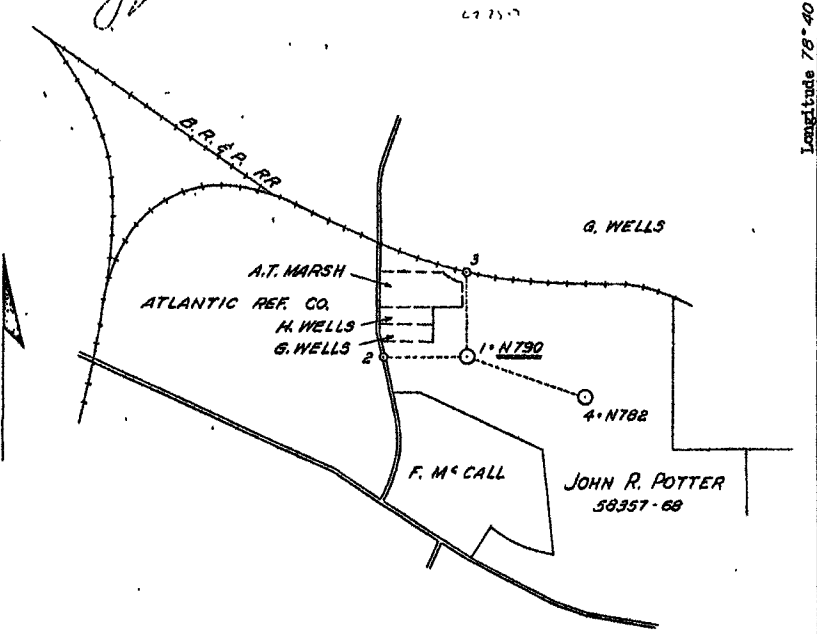 Longitude 78° 40
B. R. & P. RR
G. WELLS
3
A.T. MARSH
ATLANTIC REF. CO.
H. WELLS
G. WELLS
2
1 • N790
4 • N782
F. McCALL
JOHN R. POTTER
58357-68